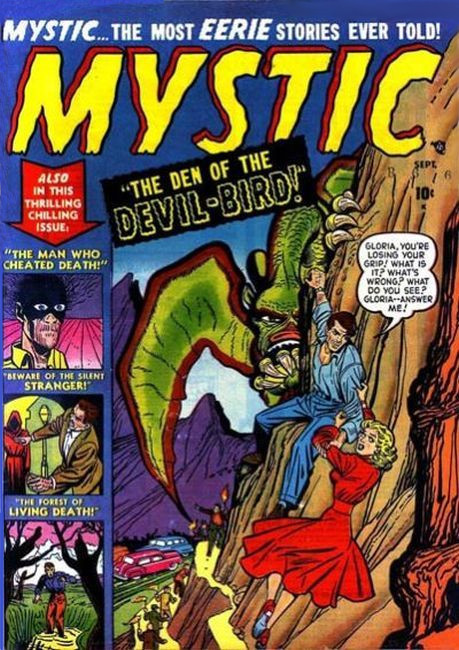 MYSTIC... THE MOST EERIE STORIES EVER TOLD!
MYSTIC
SEPT.
B376
10¢
ALSO
IN THIS
THRILLING
CHILLING
ISSUE:
"THE DEN OF THE
DEVIL-BIRD!"
"THE MAN WHO
CHEATED DEATH!"
GLORIA, YOU'RE
LOSING YOUR
GRIP! WHAT IS
IT? WHAT'S
WRONG? WHAT
DO YOU SEE?
GLORIA--ANSWER
ME!
"BEWARE OF THE SILENT
STRANGER!"
"THE FOREST OF
LIVING DEATH!"